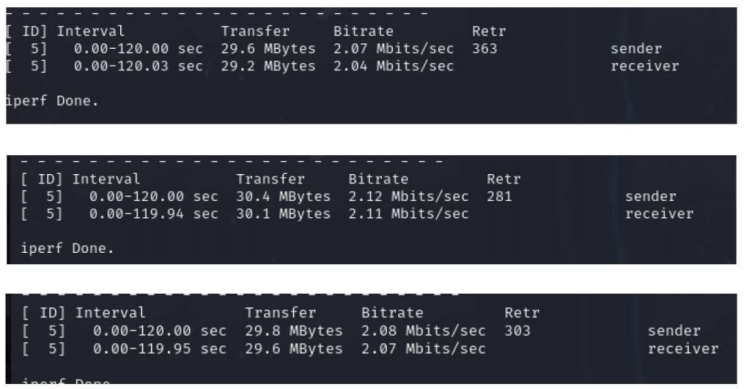 - - - - - - - - - - - - - - - - - - - - - - - - -
[ ID] Interval           Transfer     Bitrate         Retr
[  5]   0.00-120.00 sec  29.6 MBytes  2.07 Mbits/sec  363             sender
[  5]   0.00-120.03 sec  29.2 MBytes  2.04 Mbits/sec                  receiver
iperf Done.
- - - - - - - - - - - - - - - - - - - - - - - - -
[ ID] Interval           Transfer     Bitrate         Retr
[  5]   0.00-120.00 sec  30.4 MBytes  2.12 Mbits/sec  281             sender
[  5]   0.00-119.94 sec  30.1 MBytes  2.11 Mbits/sec                  receiver
iperf Done.
- - - - - - - - - - - - - - - - - - - - - - - - -
[ ID] Interval           Transfer     Bitrate         Retr
[  5]   0.00-120.00 sec  29.8 MBytes  2.08 Mbits/sec  303             sender
[  5]   0.00-119.95 sec  29.6 MBytes  2.07 Mbits/sec                  receiver
iperf Done